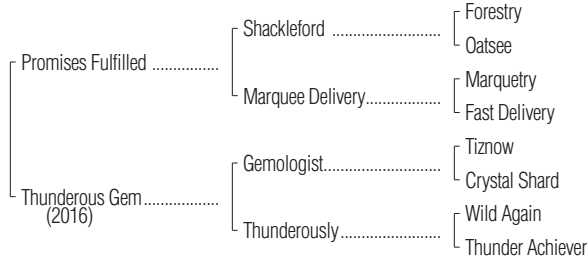 Forestry
Shackleford ..................
Oatsee
Promises Fulfilled ...............
Marquetry
Marquee Delivery..................
Fast Delivery
Tiznow
Gemologist.........................
Crystal Shard
Thunderous Gem .................
(2016)
Wild Again
Thunderously ......................
Thunder Achiever